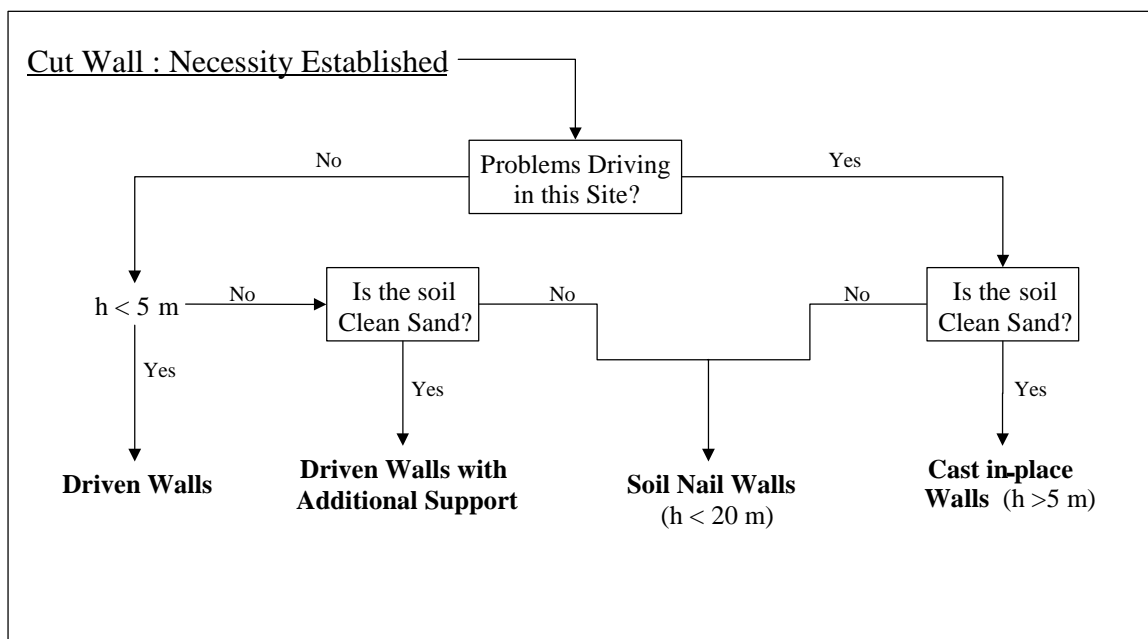 Cut Wall : Necessity Established
No
Problems Driving
in this Site?
Yes
h < 5 m
No
Is the soil
Clean Sand?
No
No
Is the soil
Clean Sand?
Yes
Yes
Yes
Driven Walls
Driven Walls with
Additional Support
Soil Nail Walls
(h < 20 m)
Cast in-place
Walls (h >5 m)